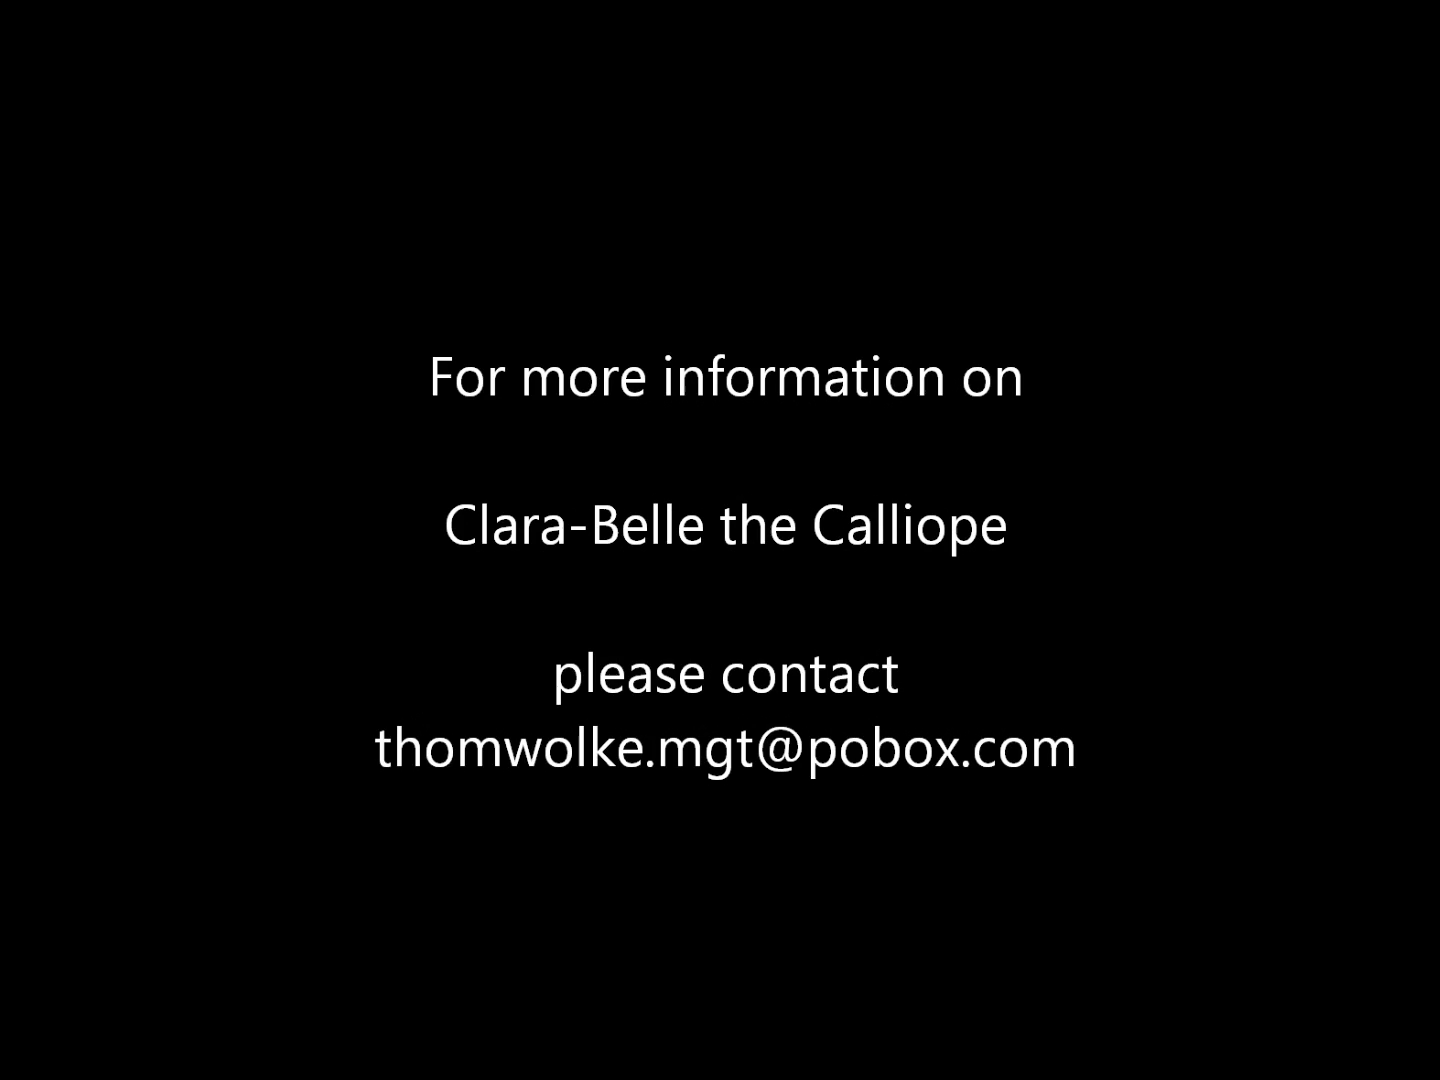 For more information on
Clara-Belle the Calliope
please contact
thomwolke.mgt@pobox.com